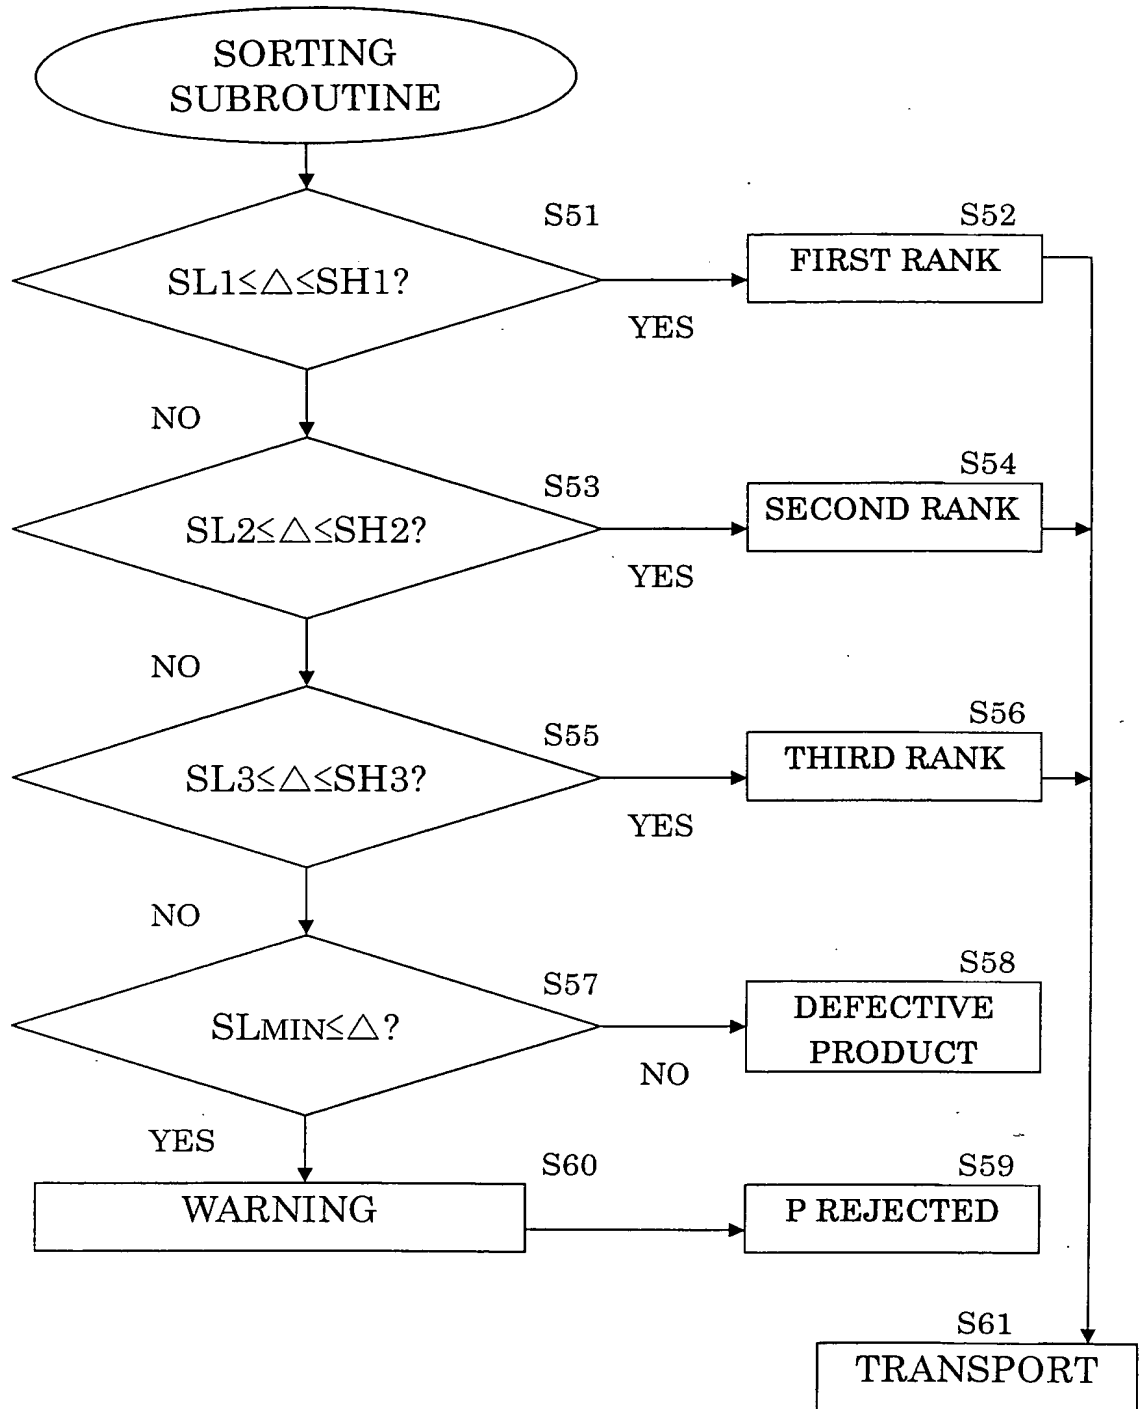 SORTING
SUBROUTINE
S51
SL1≤△≤SH1?
YES
S52
FIRST RANK
NO
S53
SL2≤△≤SH2?
YES
S54
SECOND RANK
NO
S55
SL3≤△≤SH3?
YES
S56
THIRD RANK
NO
S57
SLMIN≤△?
NO
S58
DEFECTIVE
PRODUCT
YES
S60
WARNING
S59
P REJECTED
S61
TRANSPORT